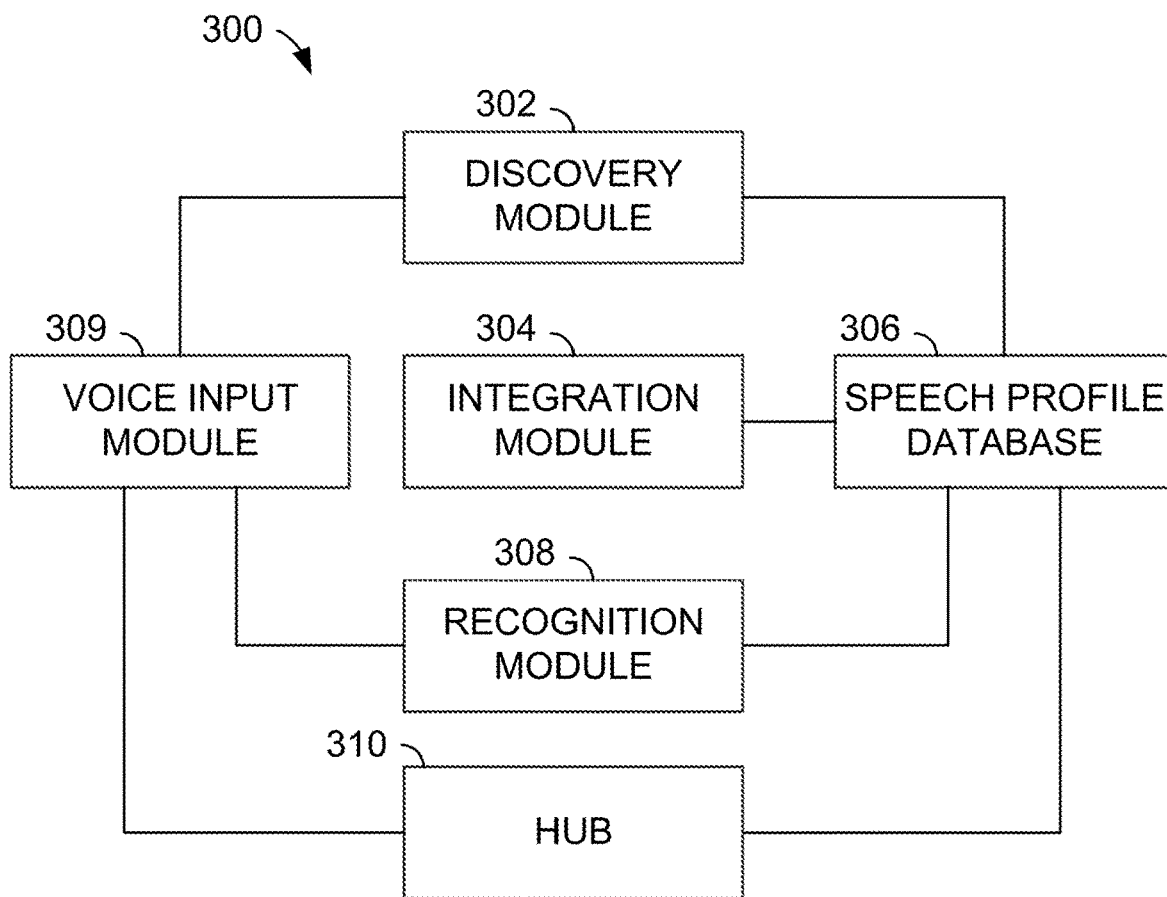 300
302
DISCOVERY
MODULE
309
VOICE INPUT
MODULE
304
INTEGRATION
MODULE
306
SPEECH PROFILE
DATABASE
308
RECOGNITION
MODULE
310
HUB